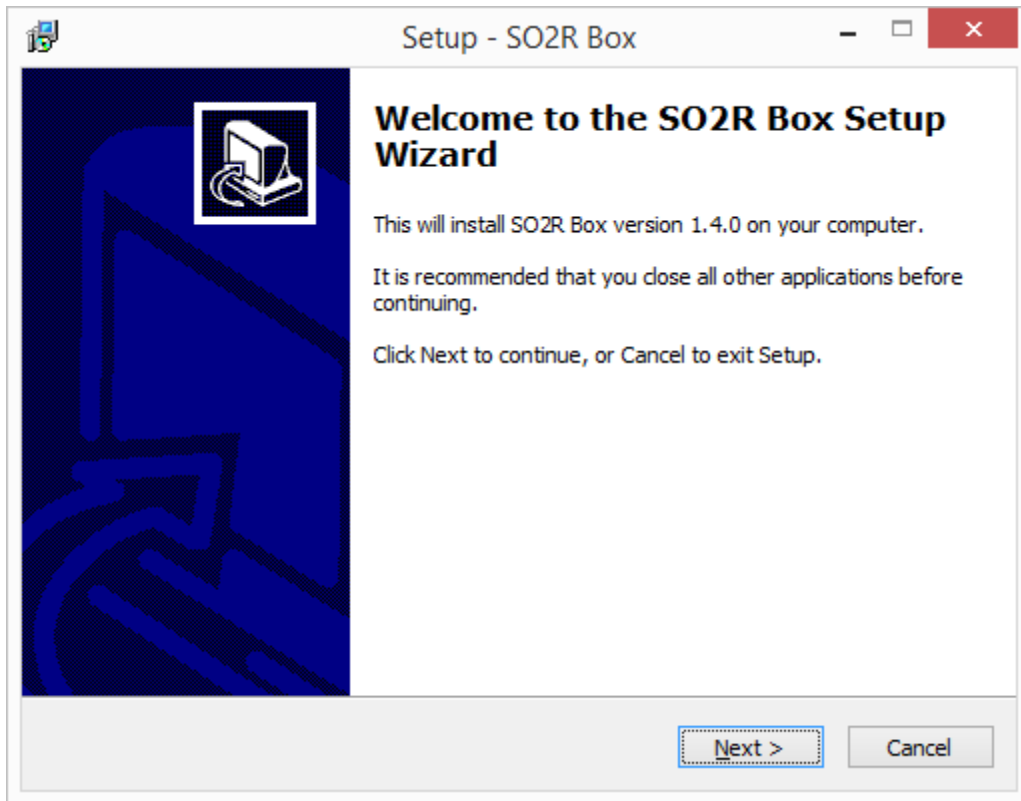 Setup - SO2R Box
Welcome to the SO2R Box Setup
Wizard
This will install SO2R Box version 1.4.0 on your computer.
It is recommended that you close all other applications before
continuing.
Click Next to continue, or Cancel to exit Setup.
Next >
Cancel